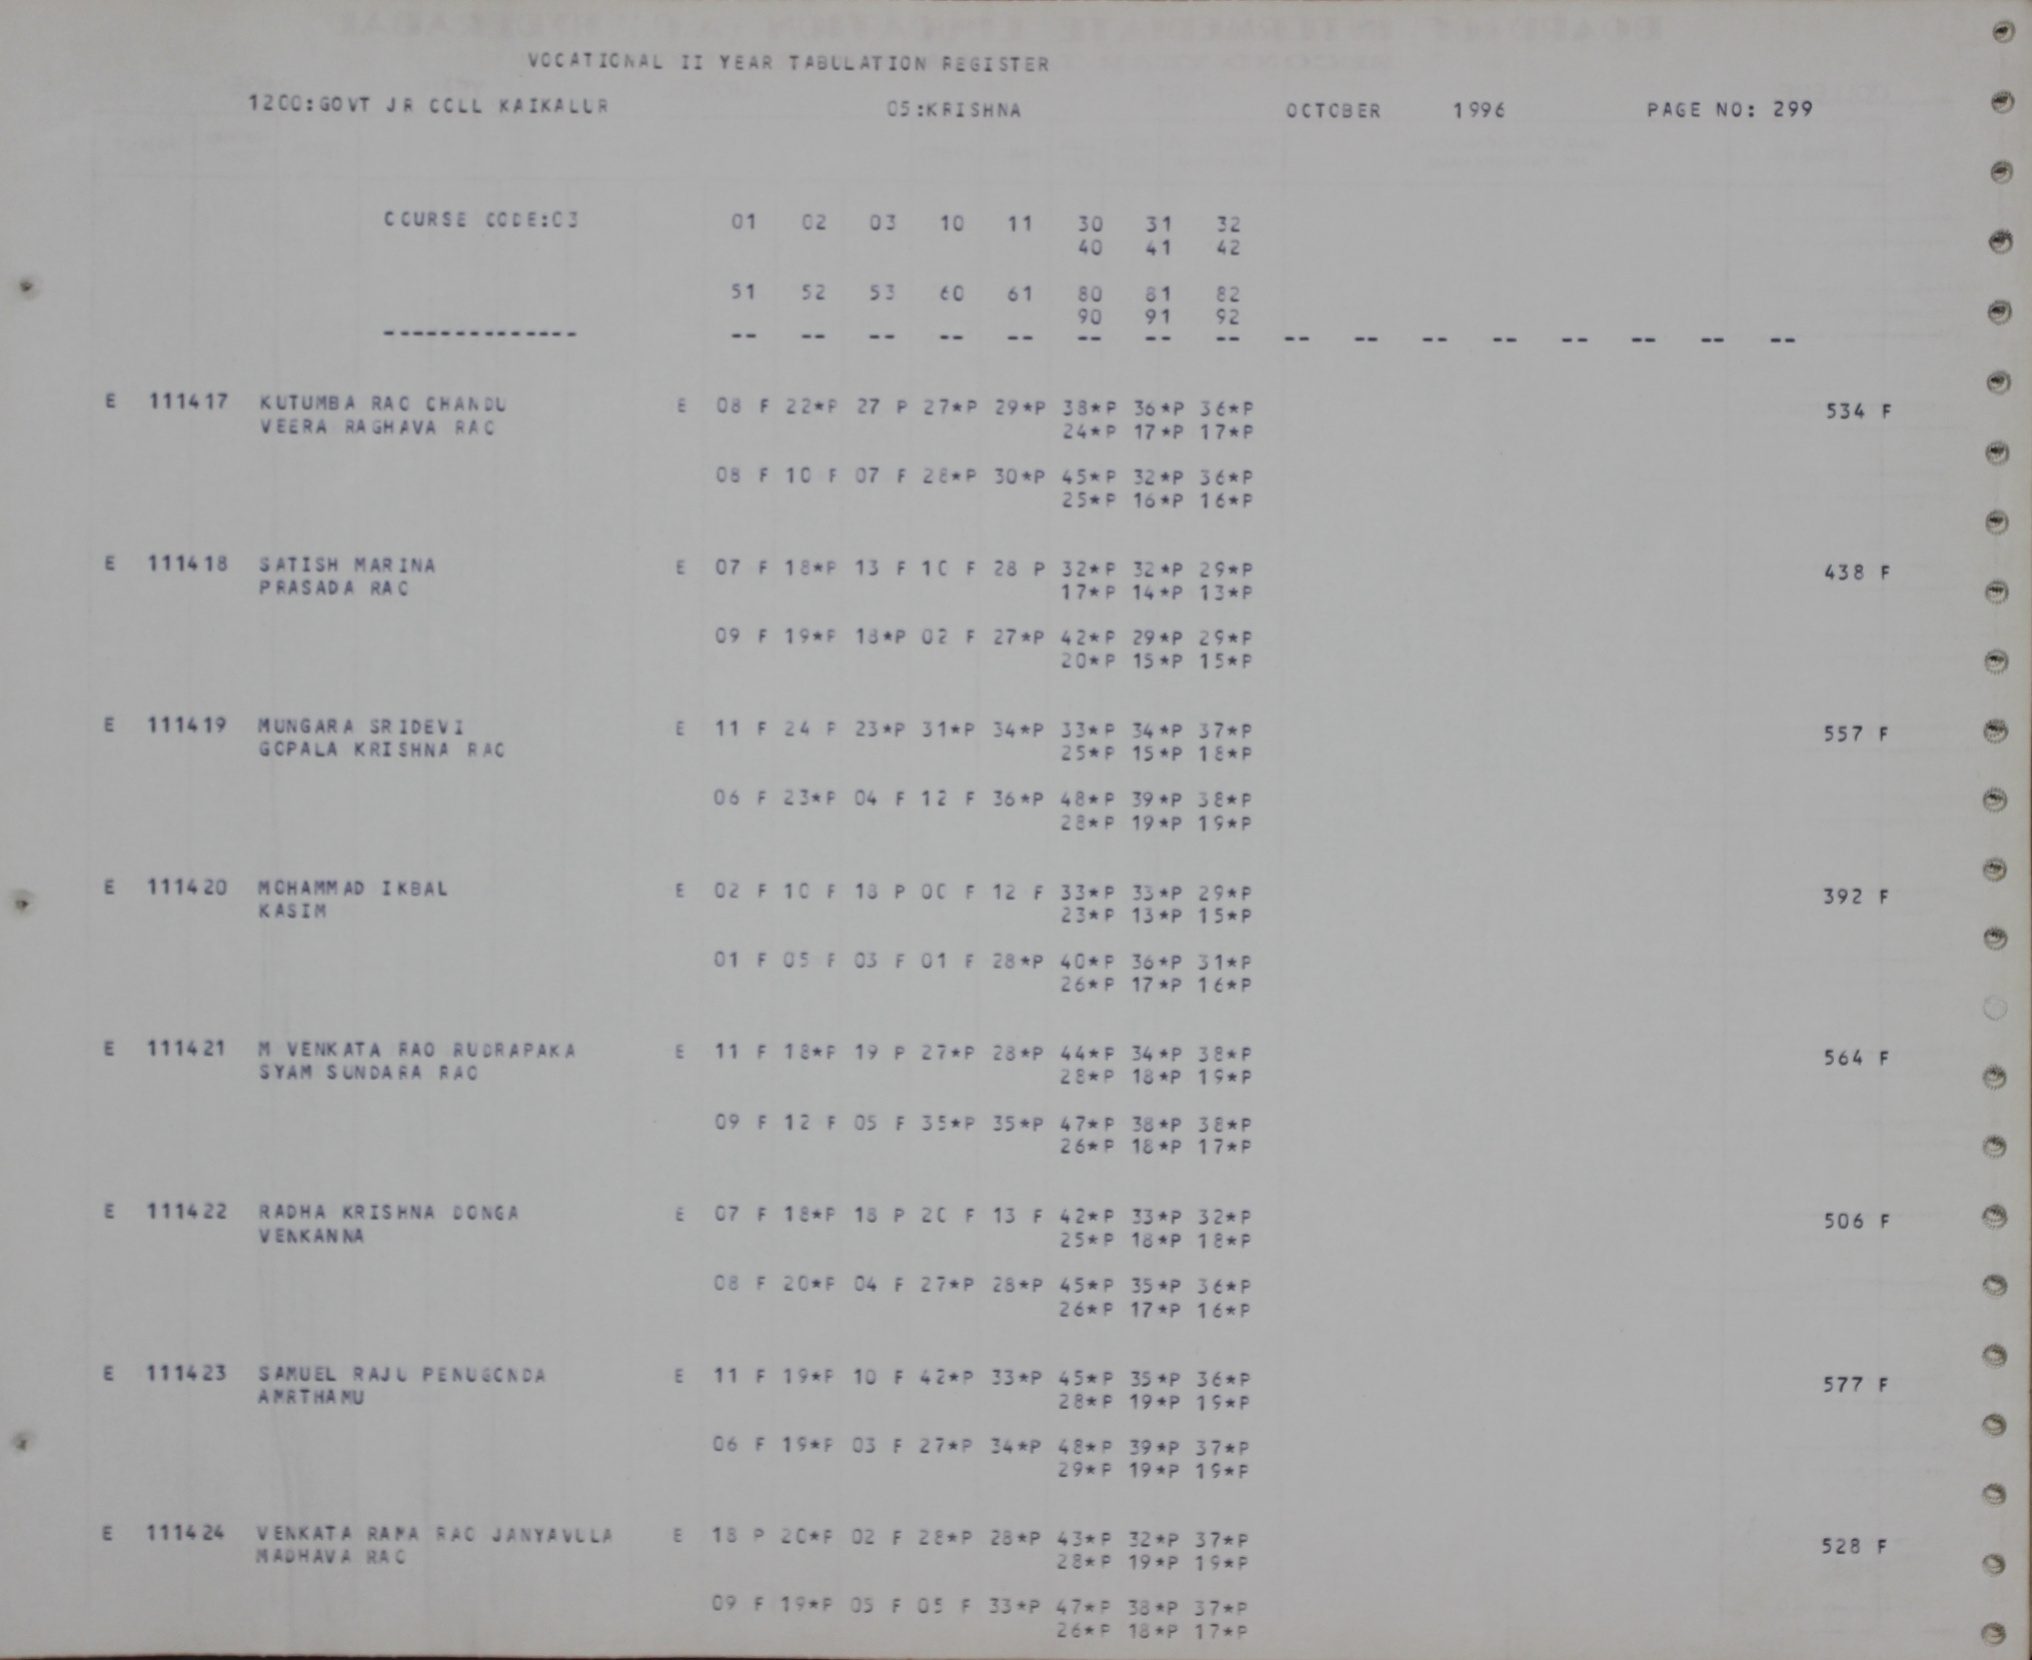 VOCATIONAL II YEAR TABULATION REGISTER
1200:GOVT JR COLL KAIKALUR 05:KRISHNA OCTOBER 1996 PAGE NO: 299
COURSE CODE:03 01 02 03 10 11 30 31 32
40 41 42
51 52 53 60 61 80 81 82
90 91 92
-------------- -- -- -- -- -- -- -- -- -- -- -- -- -- -- -- --
E 111417 KUTUMBA RAO CHANDU E 08 F 22*P 27 P 27*P 29*P 38*P 36*P 36*P 534 F
VEERA RAGHAVA RAO 24*P 17*P 17*P
08 F 10 F 07 F 28*P 30*P 45*P 32*P 36*P
25*P 16*P 16*P
E 111418 SATISH MARINA E 07 F 18*P 13 F 10 F 28 P 32*P 32*P 29*P 438 F
PRASADA RAO 17*P 14*P 13*P
09 F 19*P 18*P 02 F 27*P 42*P 29*P 29*P
20*P 15*P 15*P
E 111419 MUNGARA SRIDEVI E 11 F 24 P 23*P 31*P 34*P 33*P 34*P 37*P 557 F
GOPALA KRISHNA RAO 25*P 15*P 18*P
06 F 23*P 04 F 12 F 36*P 48*P 39*P 38*P
28*P 19*P 19*P
E 111420 MOHAMMAD IKBAL E 02 F 10 F 18 P 00 F 12 F 33*P 33*P 29*P 392 F
KASIM 23*P 13*P 15*P
01 F 05 F 03 F 01 F 28*P 40*P 36*P 31*P
26*P 17*P 16*P
E 111421 M VENKATA RAO RUDRAPAKA E 11 F 18*P 19 P 27*P 28*P 44*P 34*P 38*P 564 F
SYAM SUNDARA RAO 28*P 18*P 19*P
09 F 12 F 05 F 35*P 35*P 47*P 38*P 38*P
26*P 18*P 17*P
E 111422 RADHA KRISHNA DONGA E 07 F 18*P 18 P 20 F 13 F 42*P 33*P 32*P 506 F
VENKANNA 25*P 18*P 18*P
08 F 20*P 04 F 27*P 28*P 45*P 35*P 36*P
26*P 17*P 16*P
E 111423 SAMUEL RAJU PENUGONDA E 11 F 19*P 10 F 42*P 33*P 45*P 35*P 36*P 577 F
AMRTHAMU 28*P 19*P 19*P
06 F 19*P 03 F 27*P 34*P 48*P 39*P 37*P
29*P 19*P 19*P
E 111424 VENKATA RAMA RAO JANYAVULA E 18 P 20*P 02 F 28*P 28*P 43*P 32*P 37*P 528 F
MADHAVA RAO 28*P 19*P 19*P
09 F 19*P 05 F 05 F 33*P 47*P 38*P 37*P
26*P 18*P 17*P